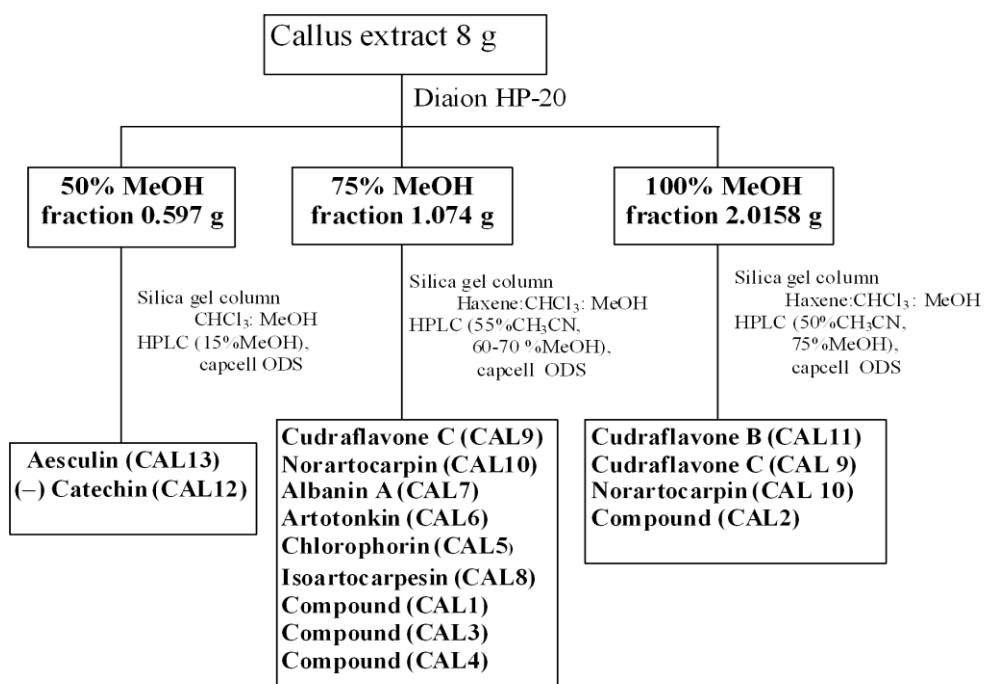 Callus extract 8 g
Diaion HP-20
50% MeOH
fraction 0.597 g
75% MeOH
fraction 1.074 g
100% MeOH
fraction 2.0158 g
Silica gel column
CHCl₃: MeOH
HPLC (15%MeOH),
capcell ODS
Silica gel column
Haxene:CHCl₃: MeOH
HPLC (55%CH₃CN,
60-70 %MeOH),
capcell ODS
Silica gel column
Haxene:CHCl₃: MeOH
HPLC (50%CH₃CN,
75%MeOH),
capcell ODS
Aesculin (CAL13)
(–) Catechin (CAL12)
Cudraflavone C (CAL9)
Norartocarpin (CAL10)
Albanin A (CAL7)
Artotonkin (CAL6)
Chlorophorin (CAL5)
Isoartocarpesin (CAL8)
Compound (CAL1)
Compound (CAL3)
Compound (CAL4)
Cudraflavone B (CAL11)
Cudraflavone C (CAL 9)
Norartocarpin (CAL 10)
Compound (CAL2)